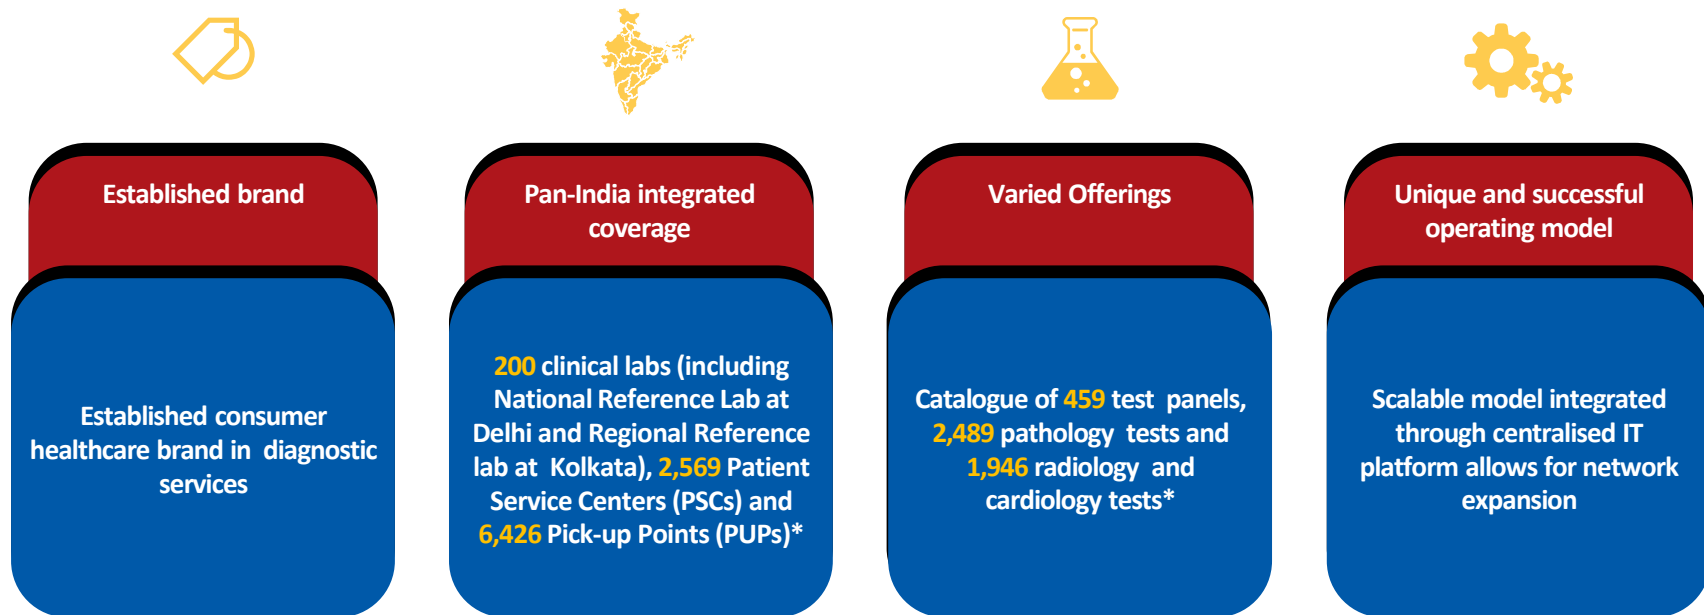 Established brand
Established consumer
healthcare brand in diagnostic
services
Pan-India integrated
coverage
200 clinical labs (including
National Reference Lab at
Delhi and Regional Reference
lab at Kolkata), 2,569 Patient
Service Centers (PSCs) and
6,426 Pick-up Points (PUPs)*
Varied Offerings
Catalogue of 459 test panels,
2,489 pathology tests and
1,946 radiology and
cardiology tests*
Unique and successful
operating model
Scalable model integrated
through centralised IT
platform allows for network
expansion